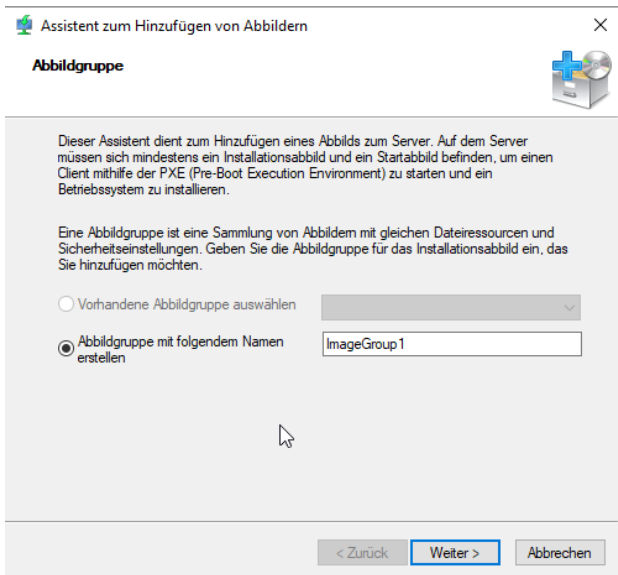 Assistent zum Hinzufügen von Abbildern
Abbildgruppe
Dieser Assistent dient zum Hinzufügen eines Abbilds zum Server. Auf dem Server
müssen sich mindestens ein Installationsabbild und ein Startabbild befinden, um einen
Client mithilfe der PXE (Pre-Boot Execution Environment) zu starten und ein
Betriebssystem zu installieren.
Eine Abbildgruppe ist eine Sammlung von Abbildern mit gleichen Dateiressourcen und
Sicherheitseinstellungen. Geben Sie die Abbildgruppe für das Installationsabbild ein, das
Sie hinzufügen möchten.
Vorhandene Abbildgruppe auswählen
Abbildgruppe mit folgendem Namen
erstellen
ImageGroup1
< Zurück Weiter > Abbrechen